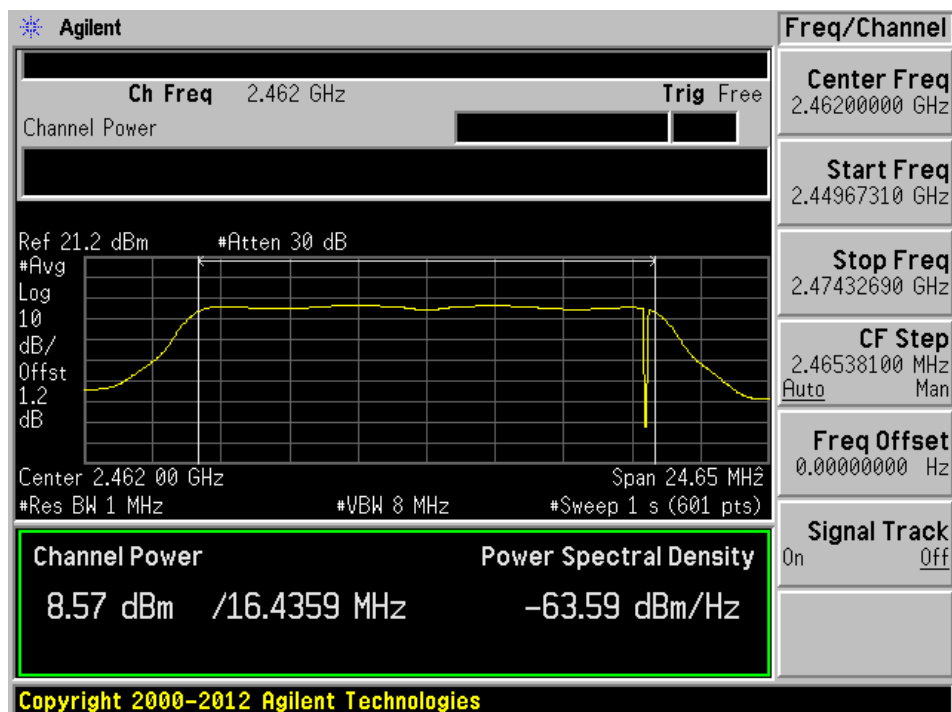 Agilent
Freq/Channel
Ch Freq 2.462 GHz Trig Free
Channel Power
Center Freq
2.46200000 GHz
Start Freq
2.44967310 GHz
Ref 21.2 dBm #Atten 30 dB
#Avg
Log
10
dB/
Offst
1.2
dB
Stop Freq
2.47432690 GHz
CF Step
2.46538100 MHz
Auto Man
Center 2.462 00 GHz Span 24.65 MHz
#Res BW 1 MHz #VBW 8 MHz #Sweep 1 s (601 pts)
Freq Offset
0.00000000 Hz
Channel Power Power Spectral Density
8.57 dBm /16.4359 MHz -63.59 dBm/Hz
Signal Track
On Off
Copyright 2000-2012 Agilent Technologies